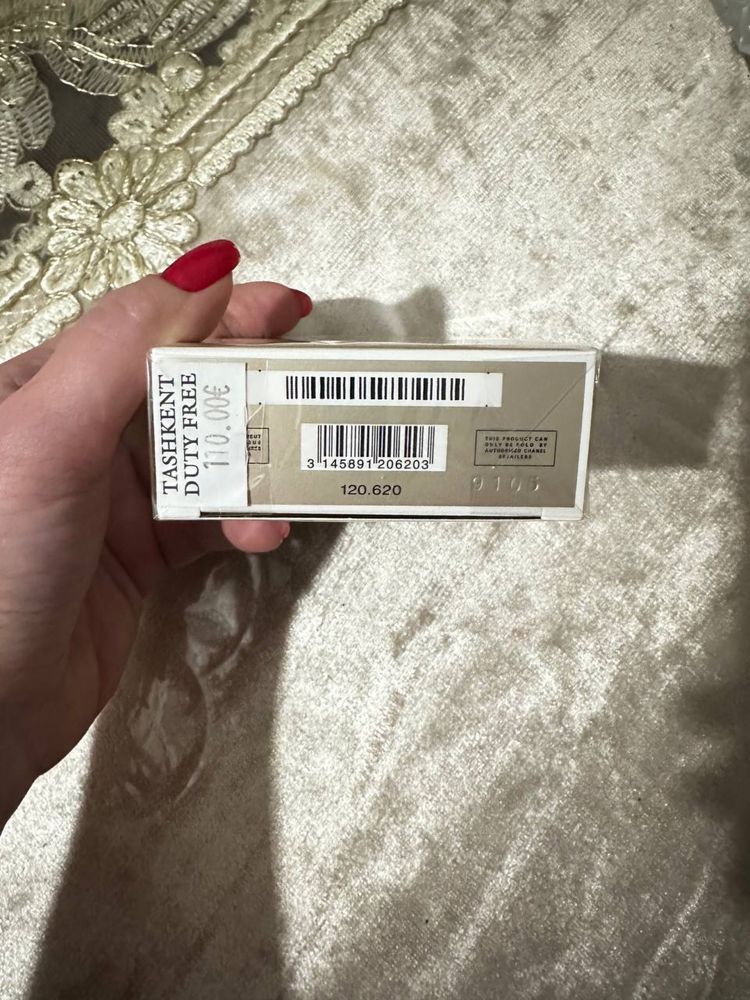 TASHKENT
DUTY FREE
110.00€
3 145891 206203
120.620
THIS PRODUCT CAN
ONLY BE SOLD BY
AUTHORISED CHANEL
RETAILERS
9105